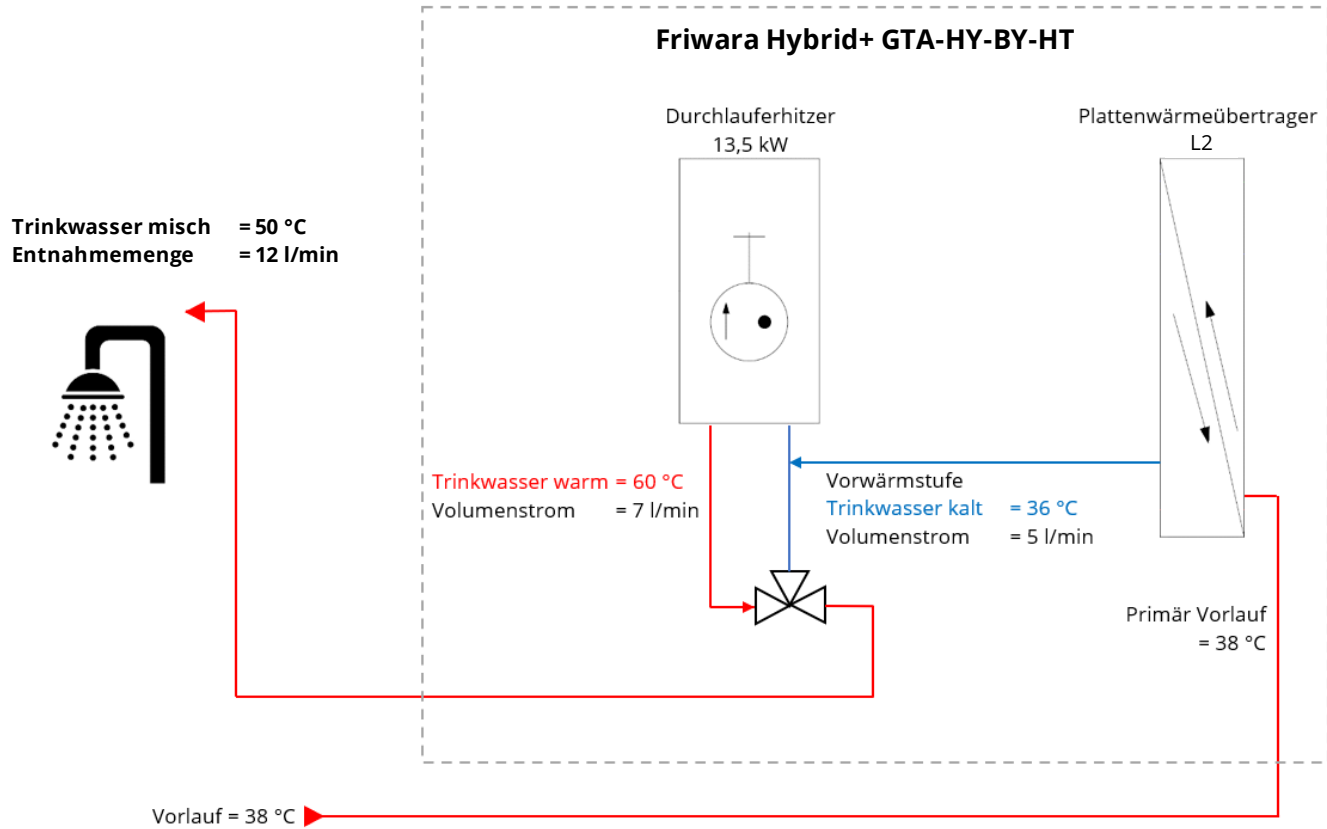 Friwara Hybrid+ GTA-HY-BY-HT
Durchlauferhitzer
13,5 kW
Plattenwärmeübertrager
L2
Trinkwasser misch = 50 °C
Entnahmemenge = 12 l/min
Trinkwasser warm = 60 °C
Volumenstrom = 7 l/min
Vorwärmstufe
Trinkwasser kalt = 36 °C
Volumenstrom = 5 l/min
Primär Vorlauf
= 38 °C
Vorlauf = 38 °C